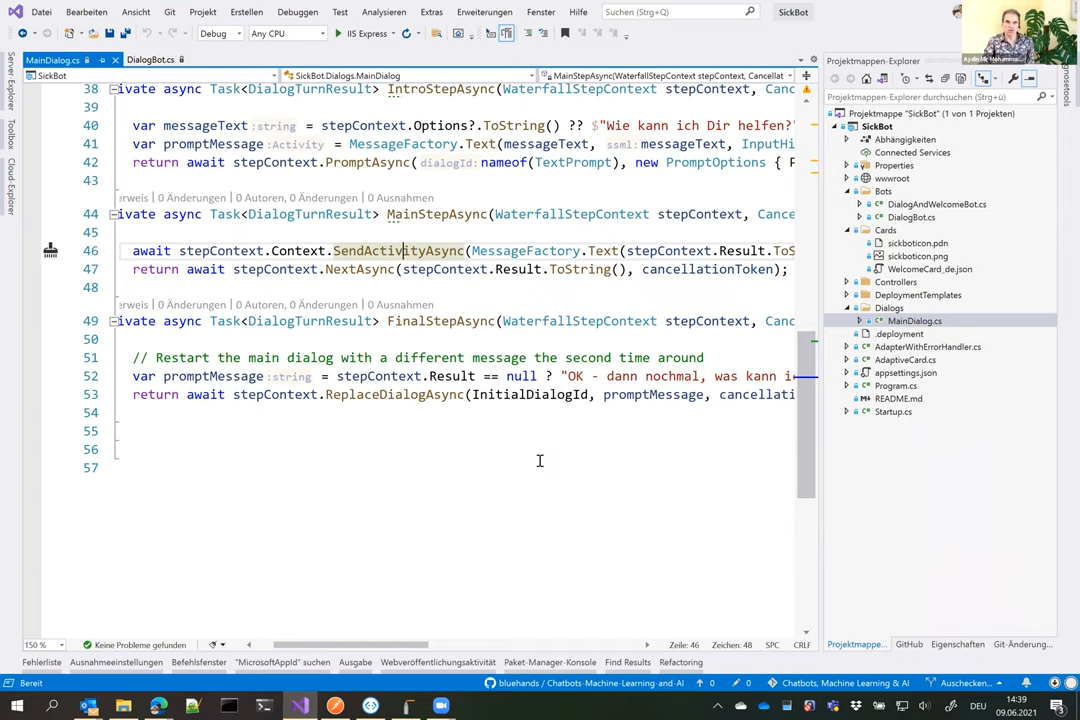 Datei Bearbeiten Ansicht Git Projekt Erstellen Debuggen Test Analysieren Extras Erweiterungen Fenster Hilfe Suchen (Strg+Q) SickBot
Debug Any CPU IIS Express
MainDialog.cs DialogBot.cs
SickBot SickBot.Dialogs.MainDialog MainStepAsync(WaterfallStepContext stepContext, Cancellat
Server-Explorer
Toolbox
Cloud-Explorer
38 ivate async Task<DialogTurnResult> IntroStepAsync(WaterfallStepContext stepContext, Canc
39
40 var messageText :string = stepContext.Options?.ToString() ?? $"Wie kann ich Dir helfen?"
41 var promptMessage :Activity = MessageFactory.Text(messageText, ssml: messageText, InputHi
42 return await stepContext.PromptAsync( dialogId: nameof(TextPrompt), new PromptOptions { P
43
erweis | 0 Änderungen | 0 Autoren, 0 Änderungen | 0 Ausnahmen
44 ivate async Task<DialogTurnResult> MainStepAsync(WaterfallStepContext stepContext, Cance
45
46 await stepContext.Context.SendActivityAsync(MessageFactory.Text(stepContext.Result.ToS
47 return await stepContext.NextAsync(stepContext.Result.ToString(), cancellationToken);
48
erweis | 0 Änderungen | 0 Autoren, 0 Änderungen | 0 Ausnahmen
49 ivate async Task<DialogTurnResult> FinalStepAsync(WaterfallStepContext stepContext, Canc
50
51 // Restart the main dialog with a different message the second time around
52 var promptMessage :string = stepContext.Result == null ? "OK - dann nochmal, was kann i
53 return await stepContext.ReplaceDialogAsync(InitialDialogId, promptMessage, cancellati
54
55
56
57
150 % Keine Probleme gefunden Zeile: 46 Zeichen: 48 SPC CRLF
Projektmappen-Explorer
Projektmappen-Explorer durchsuchen (Strg+ü)
Projektmappe "SickBot" (1 von 1 Projekten)
SickBot
Abhängigkeiten
Connected Services
Properties
wwwroot
Bots
DialogAndWelcomeBot.cs
DialogBot.cs
Cards
sickboticon.pdn
sickboticon.png
WelcomeCard_de.json
Controllers
DeploymentTemplates
Dialogs
MainDialog.cs
.deployment
AdapterWithErrorHandler.cs
AdaptiveCard.cs
appsettings.json
Program.cs
README.md
Startup.cs
Projektmappe... GitHub Eigenschaften Git-Änderung...
Fehlerliste Ausnahmeeinstellungen Befehlsfenster "MicrosoftAppId" suchen Ausgabe Webveröffentlichungsaktivität Paket-Manager-Konsole Find Results Refactoring
Bereit bluehands / Chatbots-Machine-Learning-and-AI 0 0 Chatbots, Machine Learning & AI Auschecken...
DEU 14:39
09.06.2021 3